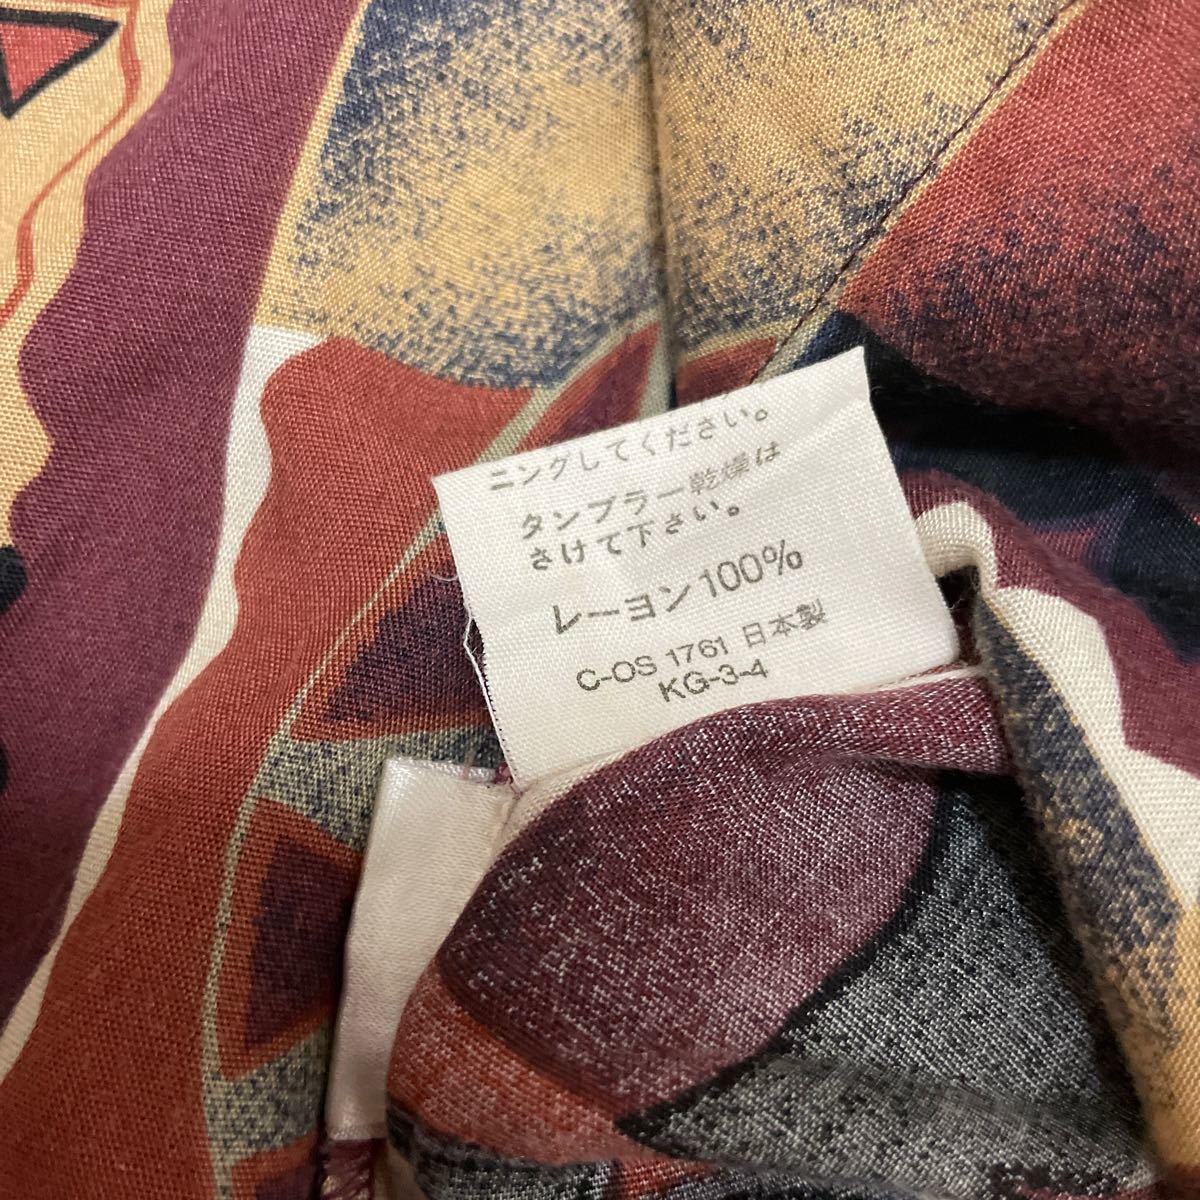 ニングしてください。
タンブラー乾燥は
さけて下さい。
レーヨン100%
C-OS 1761 日本製
KG-3-4